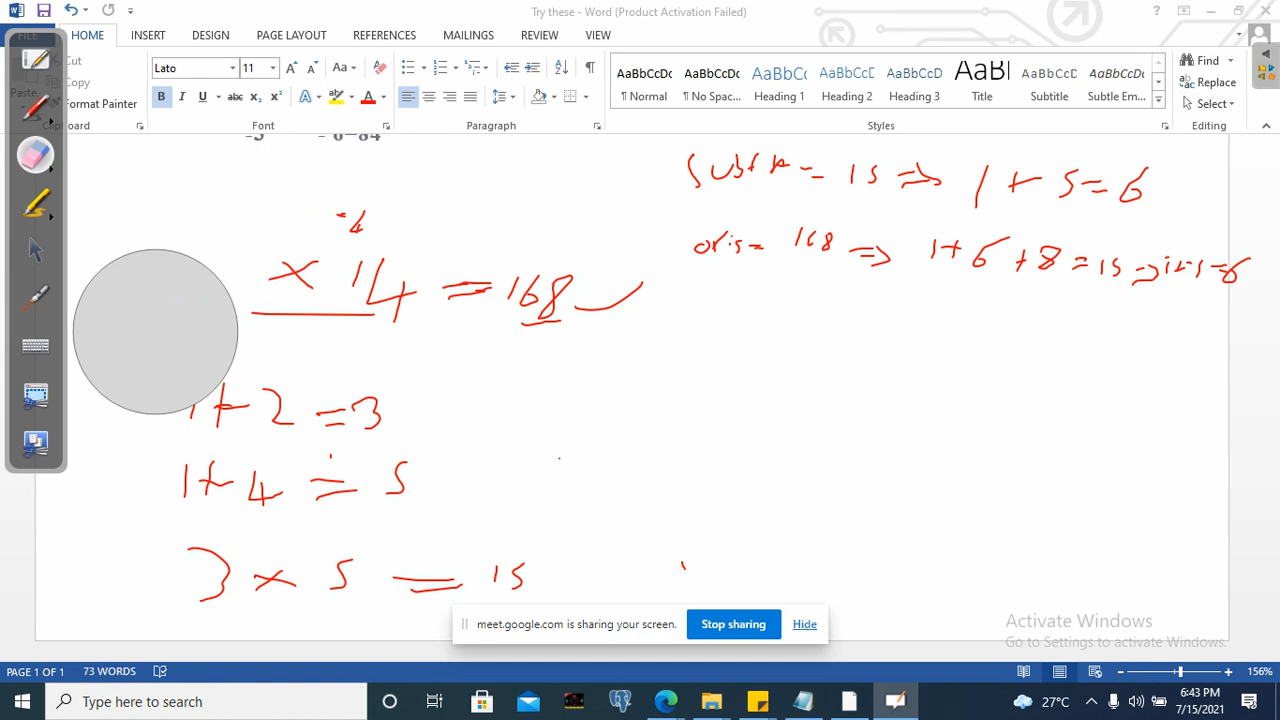 Try these - Word (Product Activation Failed)
FILE HOME INSERT DESIGN PAGE LAYOUT REFERENCES MAILINGS REVIEW VIEW
Cut
Copy
Paste
Format Painter
Clipboard
Lato 11
Font
Paragraph
AaBbCcDc AaBbCcDc AaBbCc AaBbCcC AaBbCcD AaBl AaBbCcD AaBbCcDc
¶ Normal ¶ No Spac... Heading 1 Heading 2 Heading 3 Title Subtitle Subtle Em...
Styles
Find
Replace
Select
Editing
= 15 ⇒ 1 + 5 = 6
= 168 ⇒ 1 + 6 + 8 = 15 → 1+5=6
× 14 = 168 ✓
1 + 2 = 3
1 + 4 = 5
3 × 5 = 15
meet.google.com is sharing your screen. Stop sharing Hide
Activate Windows
Go to Settings to activate Windows.
PAGE 1 OF 1 73 WORDS 156%
Type here to search
27°C
6:43 PM
7/15/2021